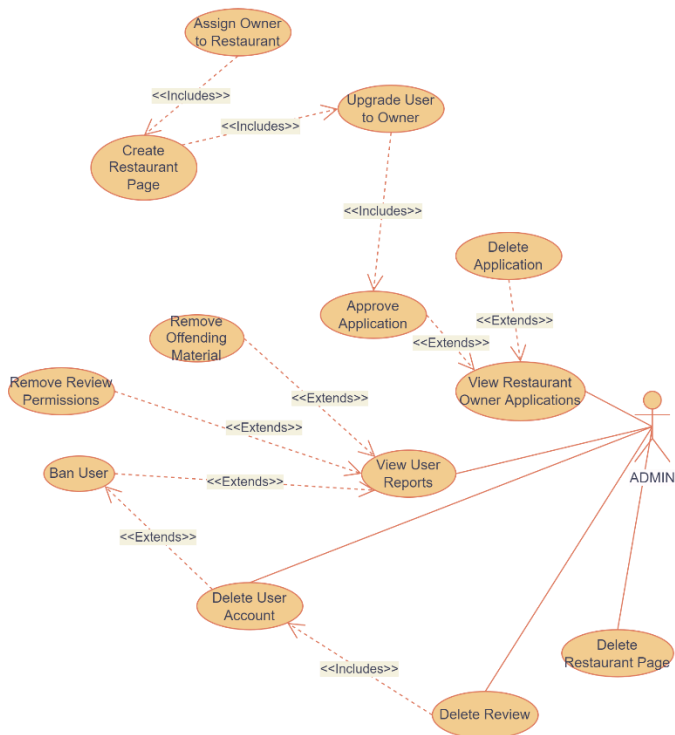 Assign Owner
to Restaurant
<<Includes>>
Upgrade User
to Owner
<<Includes>>
Create
Restaurant
Page
<<Includes>>
Delete
Application
Approve
Application
<<Extends>>
Remove
Offending
Material
<<Extends>>
View Restaurant
Owner Applications
Remove Review
Permissions
<<Extends>>
<<Extends>>
View User
Reports
Ban User
<<Extends>>
ADMIN
<<Extends>>
Delete User
Account
Delete
Restaurant Page
<<Includes>>
Delete Review